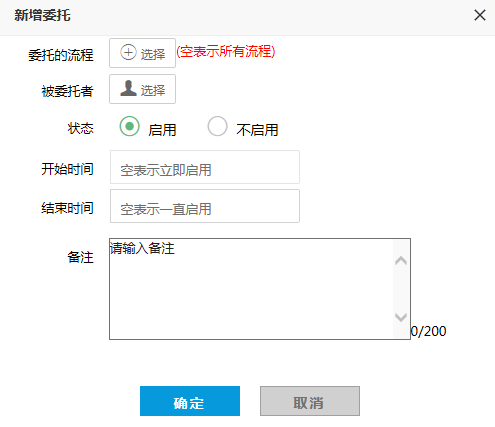 新增委托
委托的流程 选择 (空表示所有流程)
被委托者 选择
状态 启用 不启用
开始时间 空表示立即启用
结束时间 空表示一直启用
备注 请输入备注
0/200
确定 取消